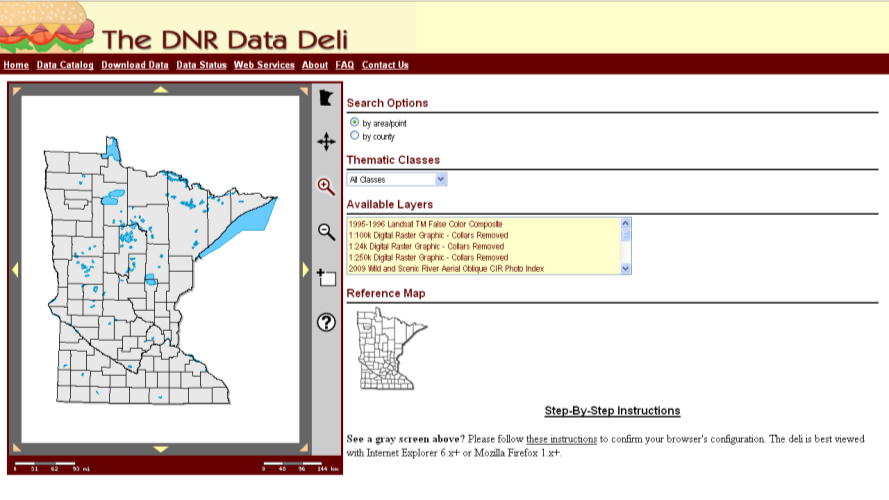 The DNR Data Deli
Home Data Catalog Download Data Data Status Web Services About FAQ Contact Us
Search Options
by area/point
by county
Thematic Classes
All Classes
Available Layers
1995-1996 Landsat TM False Color Composite
1:100k Digital Raster Graphic - Collars Removed
1:24k Digital Raster Graphic - Collars Removed
1:250k Digital Raster Graphic - Collars Removed
2009 Wild and Scenic River Aerial Oblique CIR Photo Index
Reference Map
Step-By-Step Instructions
See a gray screen above? Please follow these instructions to confirm your browser's configuration. The deli is best viewed
with Internet Explorer 6.x+ or Mozilla Firefox 1.x+.
0 31 62 93 mi 0 48 96 144 km